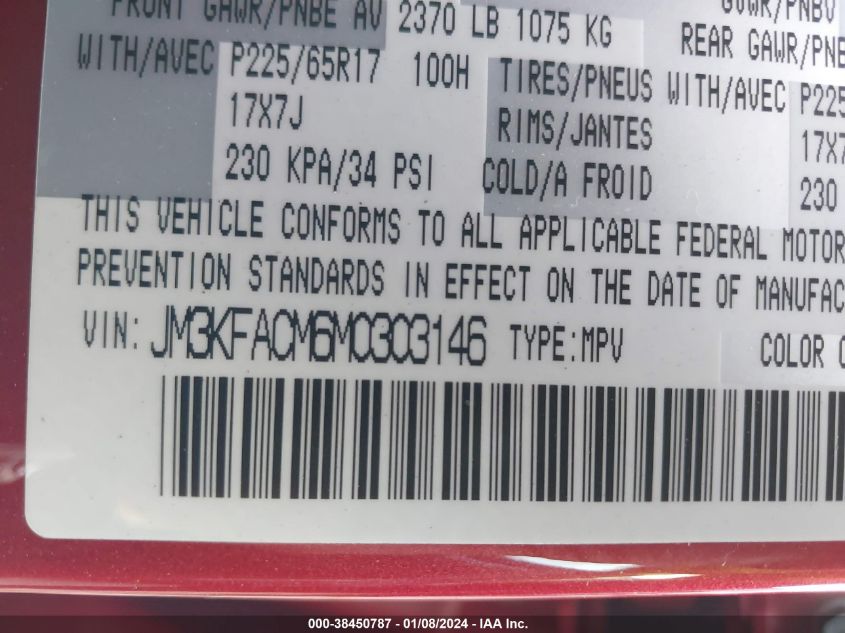 FRONT GAWR/PNBE AV 2370 LB 1075 KG GVWR/PNBV
REAR GAWR/PNBE
WITH/AVEC P225/65R17 100H TIRES/PNEUS WITH/AVEC P225
17X7J RIMS/JANTES 17X7
230 KPA/34 PSI COLD/A FROID 230
THIS VEHICLE CONFORMS TO ALL APPLICABLE FEDERAL MOTOR
PREVENTION STANDARDS IN EFFECT ON THE DATE OF MANUFAC
VIN: JM3KFACM6M0303146 TYPE:MPV COLOR
000-38450787 - 01/08/2024 - IAA Inc.